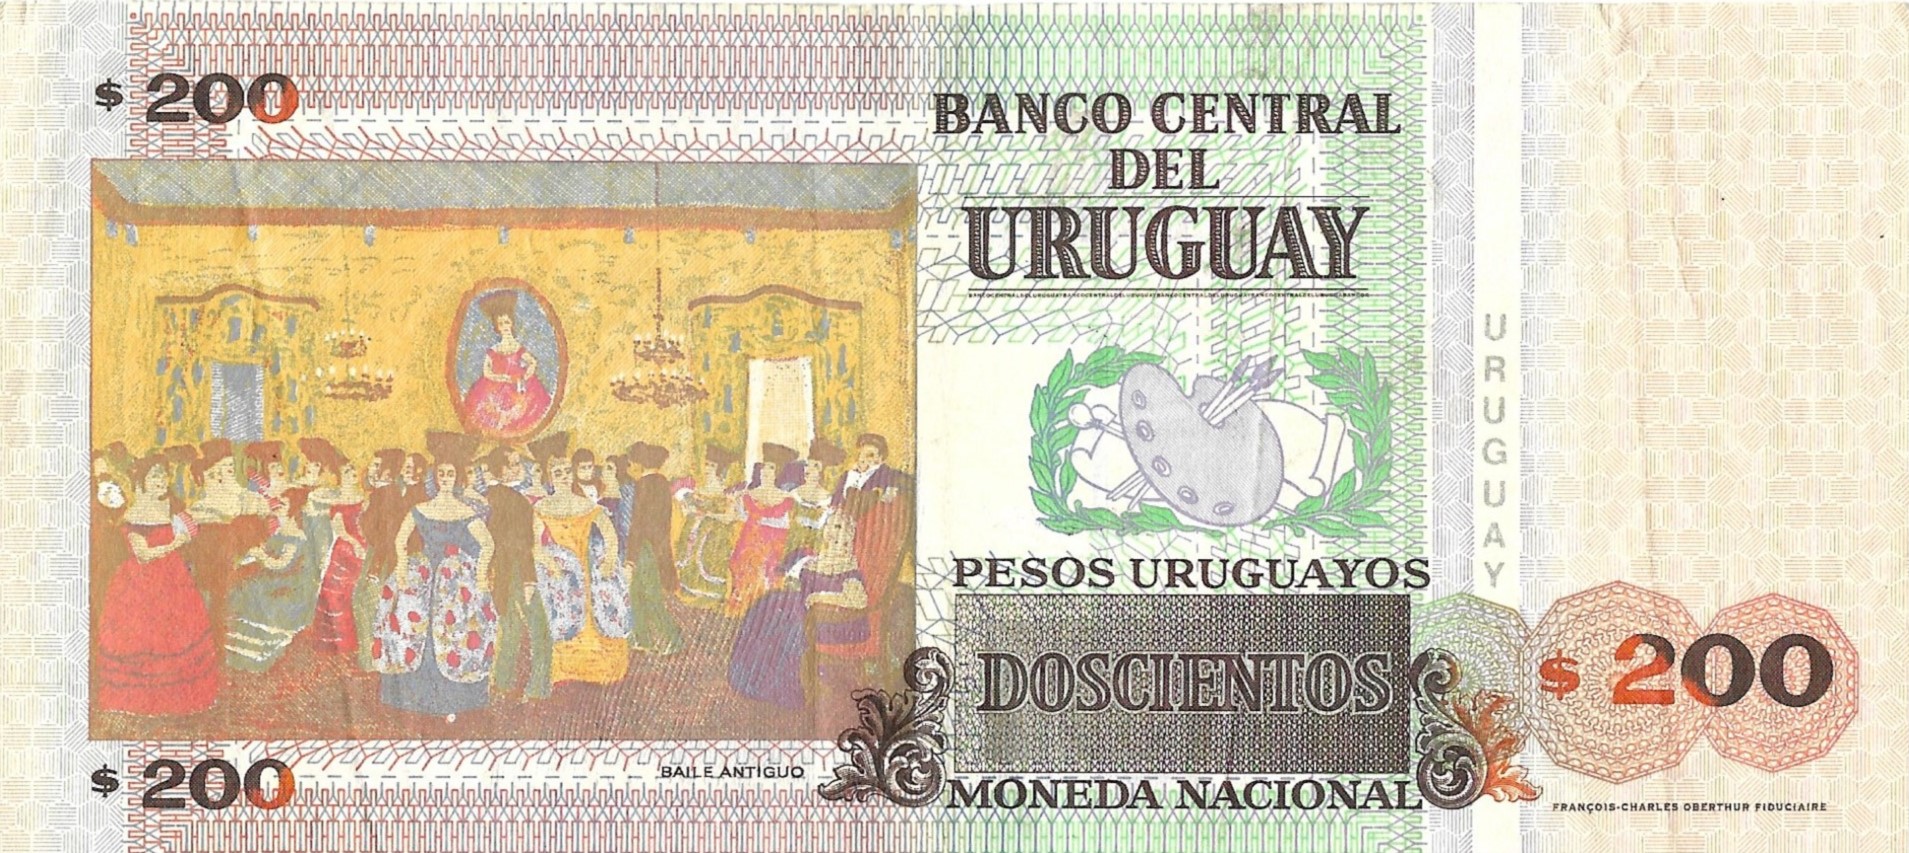 $ 200
BANCO CENTRAL
DEL
URUGUAY
URUGUAY
PESOS URUGUAYOS
DOSCIENTOS
$ 200
$ 200
BAILE ANTIGUO
MONEDA NACIONAL
FRANÇOIS-CHARLES OBERTHUR FIDUCIAIRE